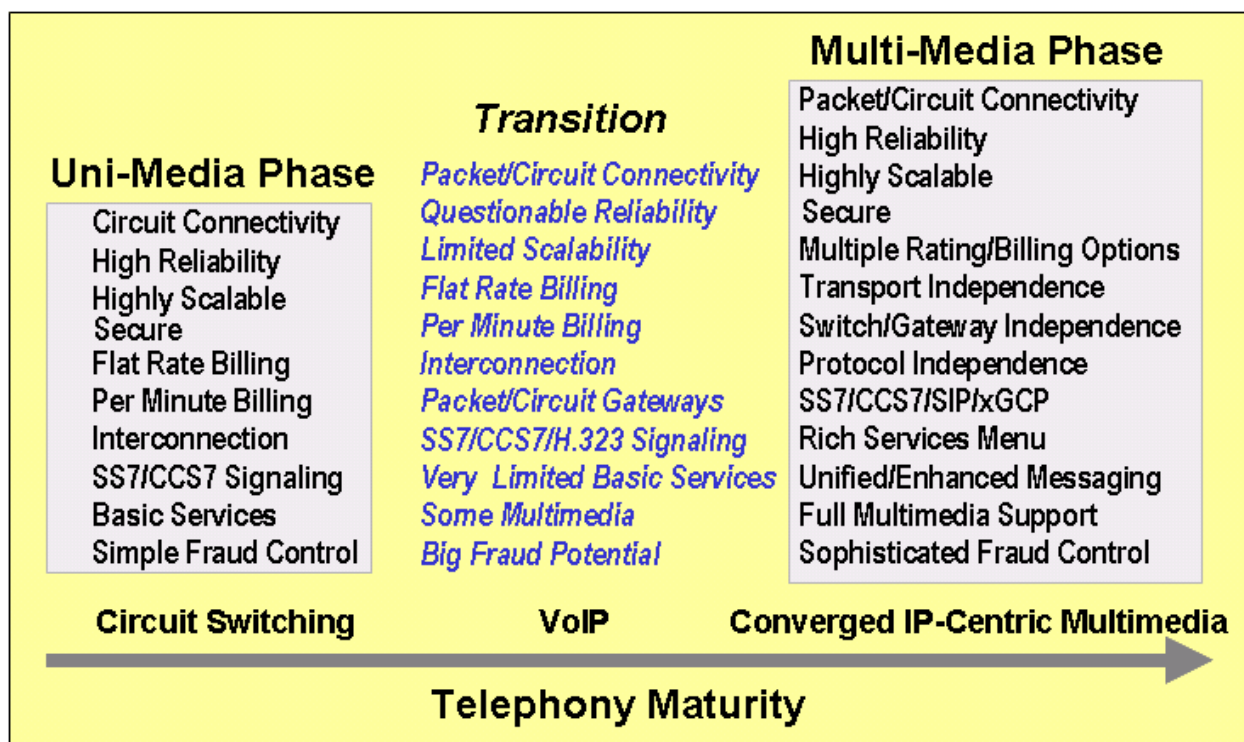 Uni-Media Phase
Circuit Connectivity
High Reliability
Highly Scalable
Secure
Flat Rate Billing
Per Minute Billing
Interconnection
SS7/CCS7 Signaling
Basic Services
Simple Fraud Control
Circuit Switching
Transition
Packet/Circuit Connectivity
Questionable Reliability
Limited Scalability
Flat Rate Billing
Per Minute Billing
Interconnection
Packet/Circuit Gateways
SS7/CCS7/H.323 Signaling
Very Limited Basic Services
Some Multimedia
Big Fraud Potential
VoIP
Multi-Media Phase
Packet/Circuit Connectivity
High Reliability
Highly Scalable
Secure
Multiple Rating/Billing Options
Transport Independence
Switch/Gateway Independence
Protocol Independence
SS7/CCS7/SIP/xGCP
Rich Services Menu
Unified/Enhanced Messaging
Full Multimedia Support
Sophisticated Fraud Control
Converged IP-Centric Multimedia
Telephony Maturity